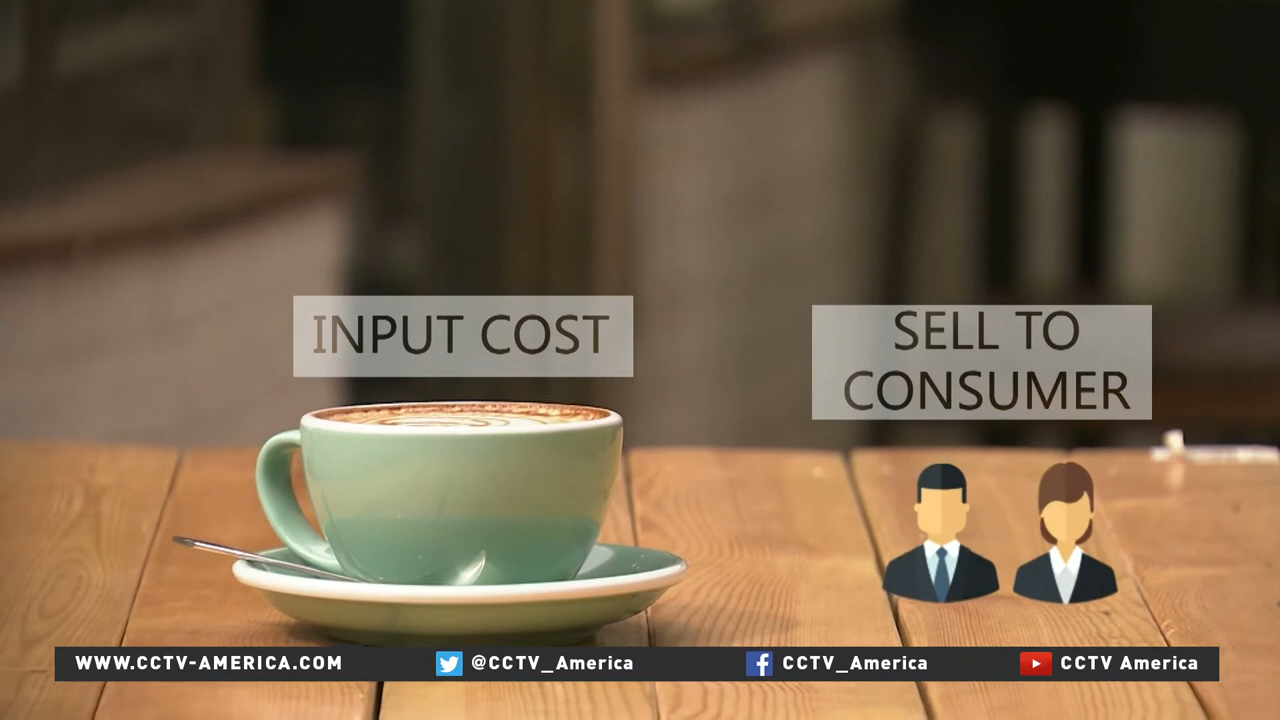 INPUT COST
SELL TO
CONSUMER
WWW.CCTV-AMERICA.COM
@CCTV_America
CCTV_America
CCTV America